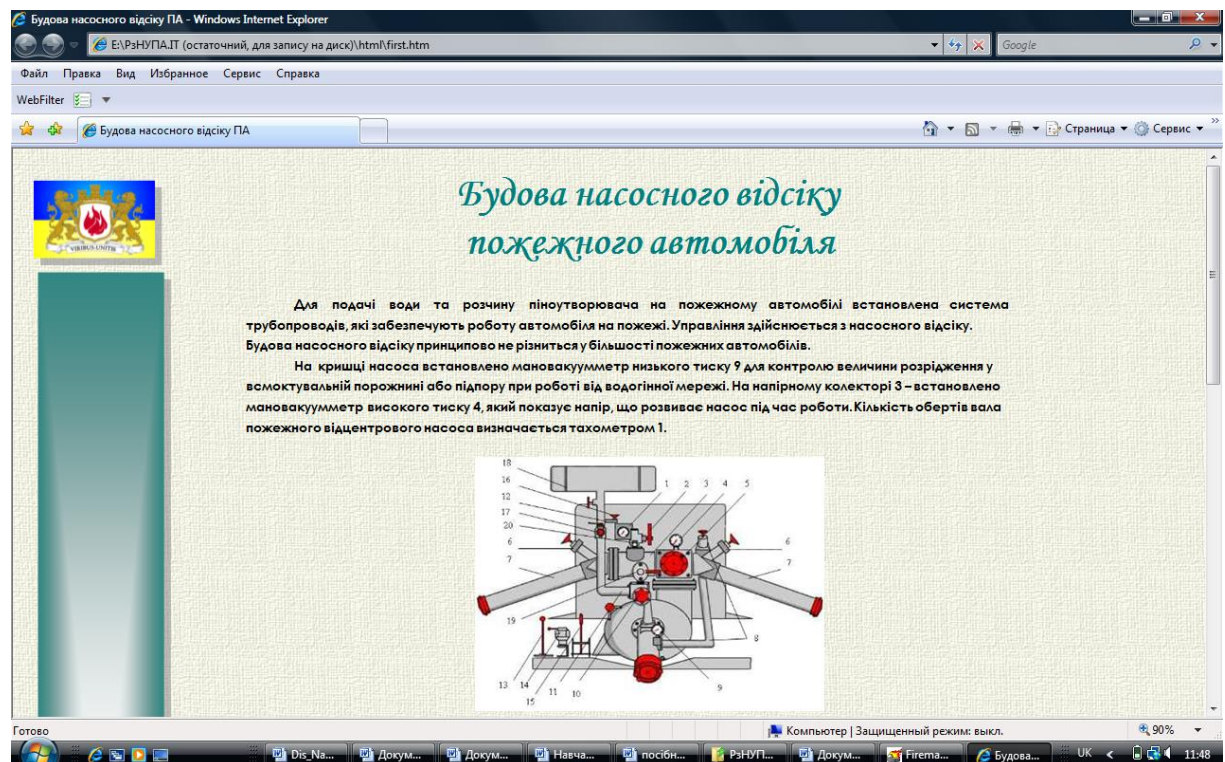 Будова насосного відсіку ПА - Windows Internet Explorer
E:\РзНУПА.ІТ (остаточний, для запису на диск)\html\first.htm
Google
Файл Правка Вид Избранное Сервис Справка
WebFilter
Будова насосного відсіку ПА
Страница Сервис
VIRIBUS UNITIS
Будова насосного відсіку
пожежного автомобіля
Для подачі води та розчину піноутворювача на пожежному автомобілі встановлена система
трубопроводів, які забезпечують роботу автомобіля на пожежі. Управління здійснюється з насосного відсіку.
Будова насосного відсіку принципово не різниться у більшості пожежних автомобілів.
На кришці насоса встановлено мановакуумметр низького тиску 9 для контролю величини розрідження у
всмоктувальній порожнині або підпору при роботі від водогінної мережі. На напірному колекторі 3 – встановлено
мановакуумметр високого тиску 4, який показує напір, що розвиває насос під час роботи. Кількість обертів вала
пожежного відцентрового насоса визначається тахометром 1.
18
16 1 2 3 4 5
12
17
20
6 6
7 7
19 8
13 14 11 10 9
15
Готово
Компьютер | Защищенный режим: выкл.
90%
Dis_Na... Докум... Докум... Навча... посібн... РзНУП... Докум... Firema... Будова... UK 11:48